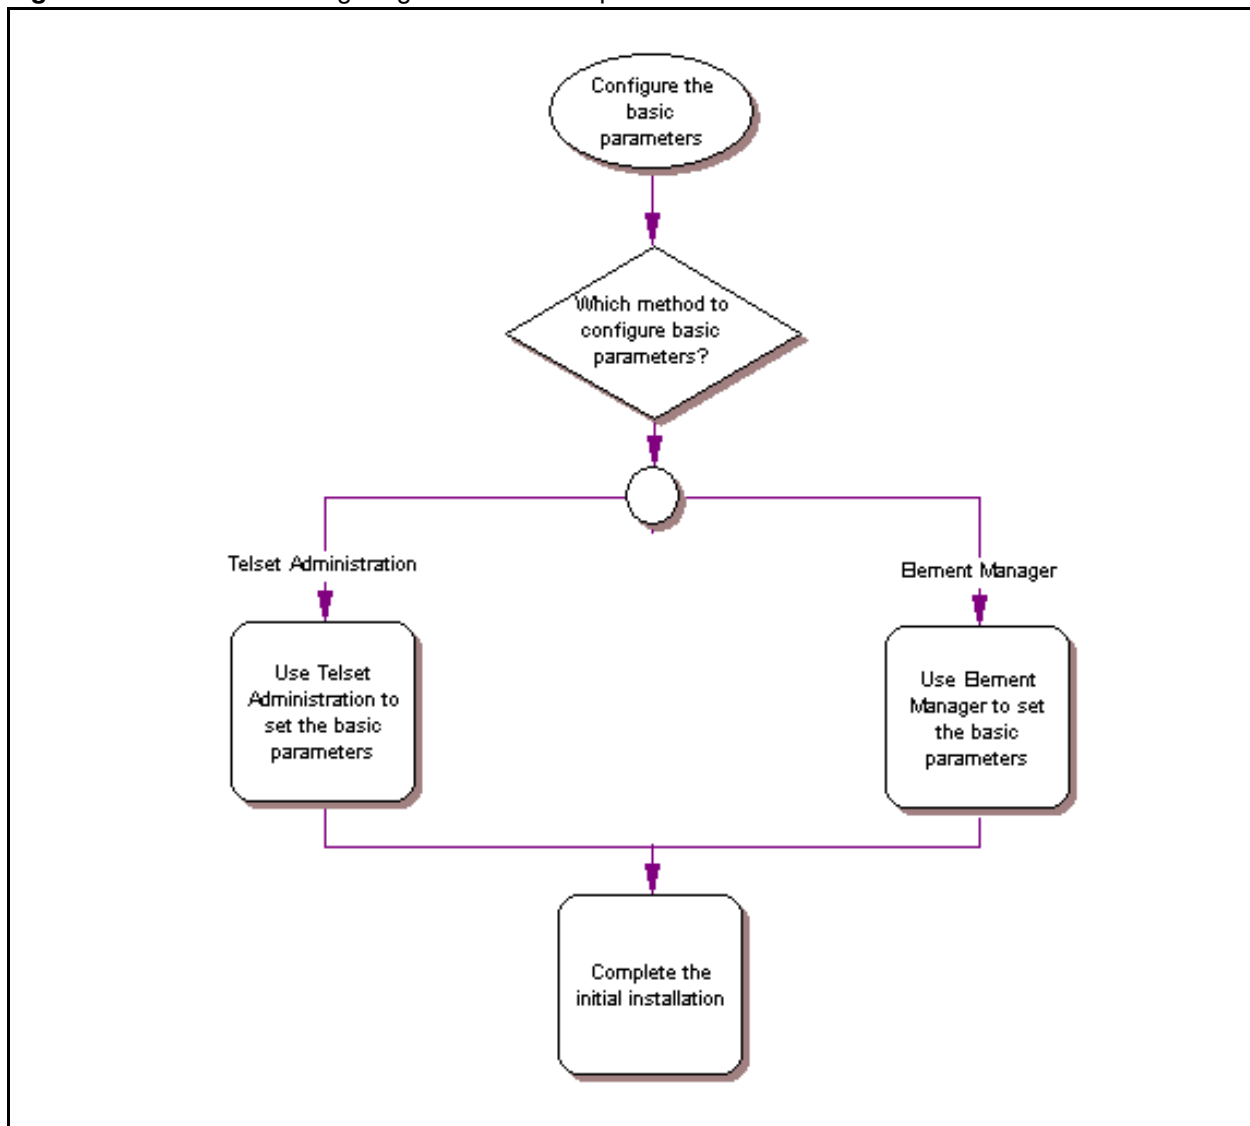 Configure the
basic
parameters
Which method to
configure basic
parameters?
Telset Administration
Element Manager
Use Telset
Administration to
set the basic
parameters
Use Element
Manager to set
the basic
parameters
Complete the
initial installation